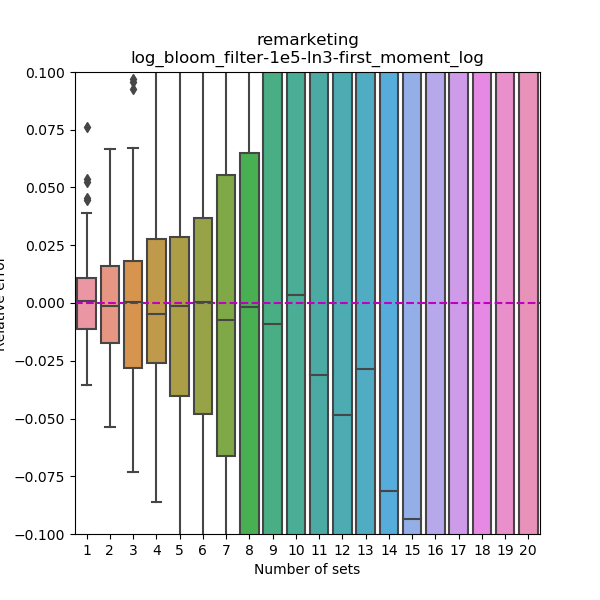 remarketing
log_bloom_filter-1e5-ln3-first_moment_log
0.100
0.075
0.050
0.025
0.000
−0.025
−0.050
−0.075
−0.100
1 2 3 4 5 6 7 8 9 10 11 12 13 14 15 16 17 18 19 20
Number of sets